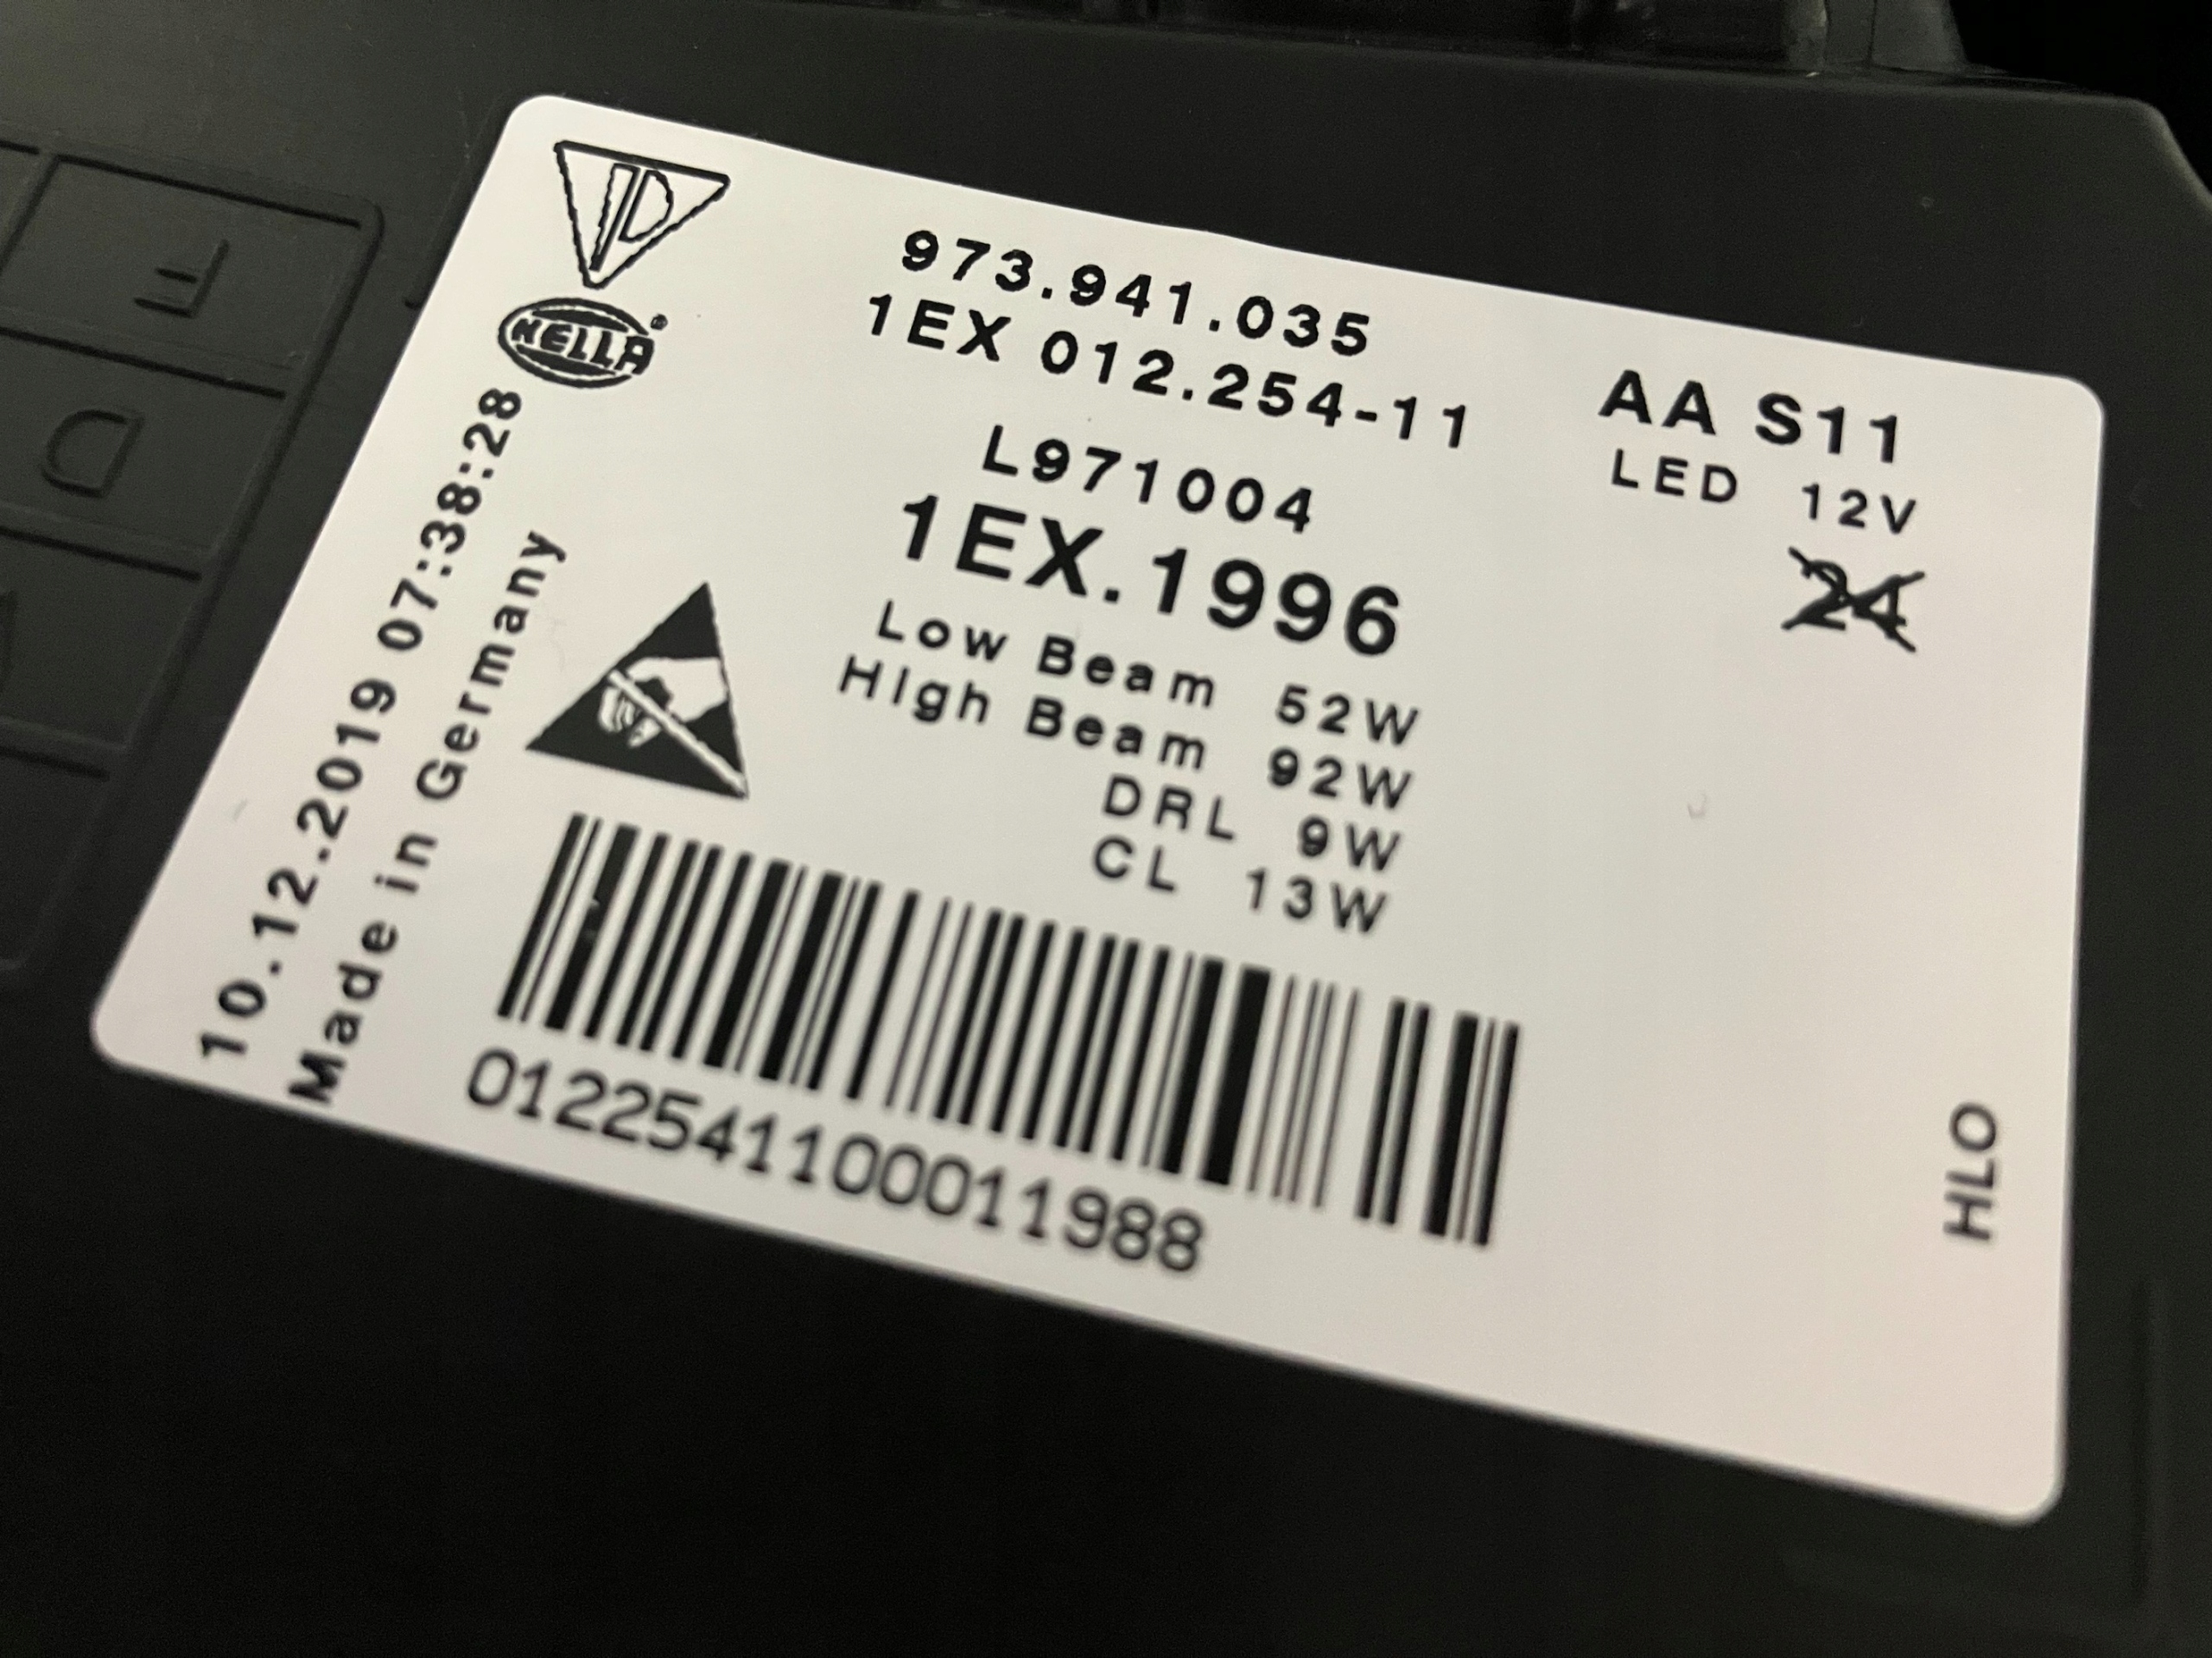 HELLA
973.941.035
1EX 012.254-11
AA S11
LED 12V
24
L971004
1EX.1996
Low Beam 52W
HIgh Beam 92W
DRL 9W
CL 13W
10.12.2019 07:38:28
Made in Germany
0122541100011988
HLO
F
D